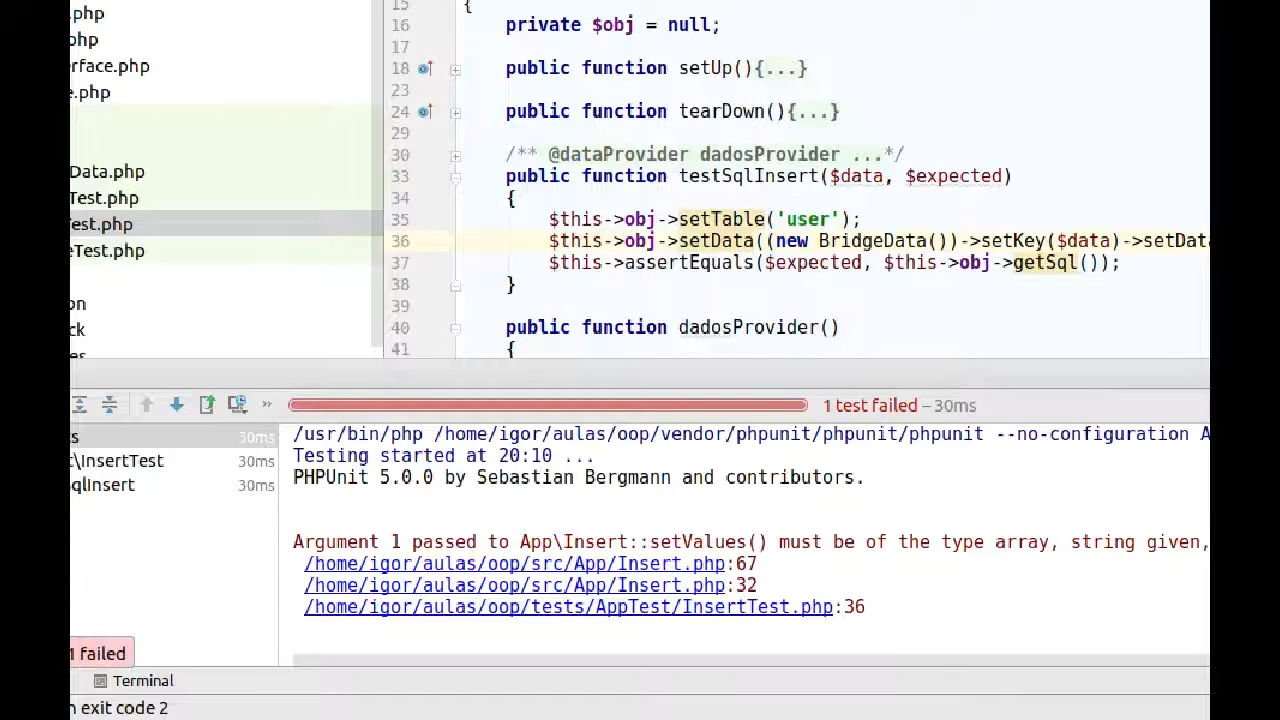 .php
php
erface.php
e.php
Data.php
Test.php
Test.php
eTest.php
on
ck
es
15 {
16 private $obj = null;
17
18 public function setUp(){...}
23
24 public function tearDown(){...}
29
30 /** @dataProvider dadosProvider ...*/
33 public function testSqlInsert($data, $expected)
34 {
35 $this->obj->setTable('user');
36 $this->obj->setData((new BridgeData())->setKey($data)->setData
37 $this->assertEquals($expected, $this->obj->getSql());
38 }
39
40 public function dadosProvider()
41 {
» 1 test failed – 30ms
s 30ms
t\InsertTest 30ms
qlInsert 30ms
/usr/bin/php /home/igor/aulas/oop/vendor/phpunit/phpunit/phpunit --no-configuration A
Testing started at 20:10 ...
PHPUnit 5.0.0 by Sebastian Bergmann and contributors.
Argument 1 passed to App\Insert::setValues() must be of the type array, string given,
/home/igor/aulas/oop/src/App/Insert.php:67
/home/igor/aulas/oop/src/App/Insert.php:32
/home/igor/aulas/oop/tests/AppTest/InsertTest.php:36
1 failed
Terminal
h exit code 2